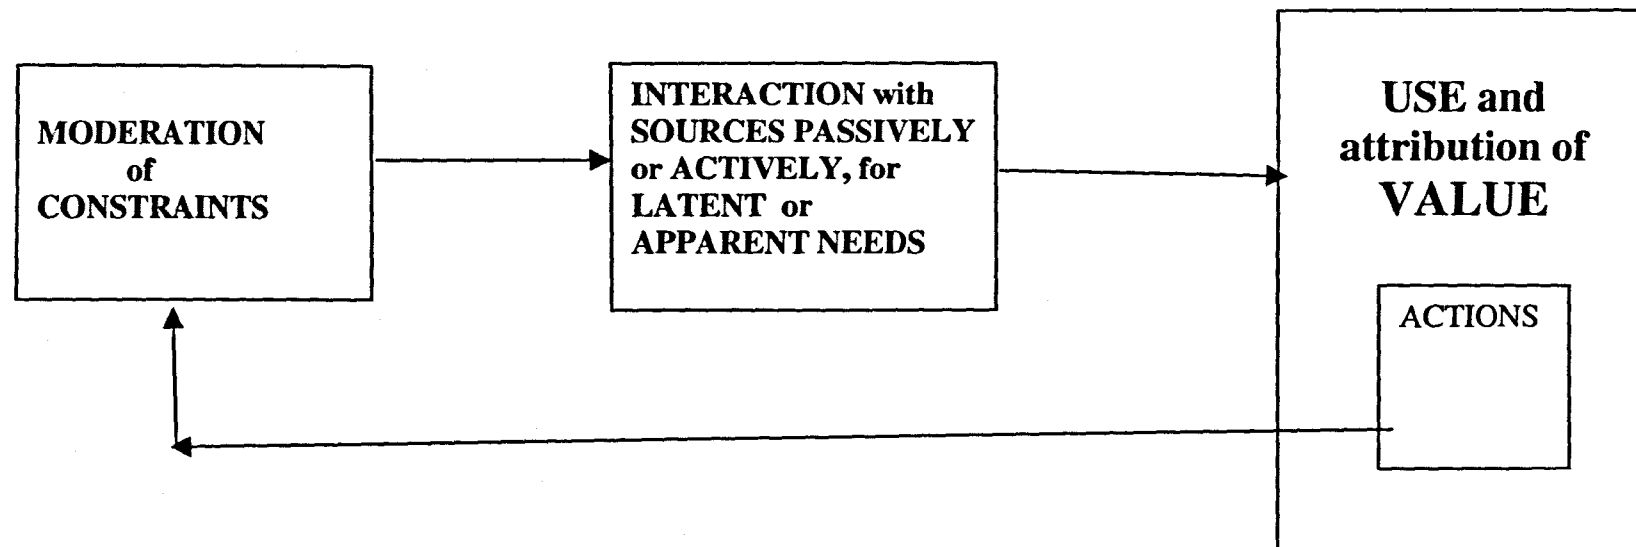 MODERATION
of
CONSTRAINTS
INTERACTION with
SOURCES PASSIVELY
or ACTIVELY, for
LATENT or
APPARENT NEEDS
USE and
attribution of
VALUE
ACTIONS